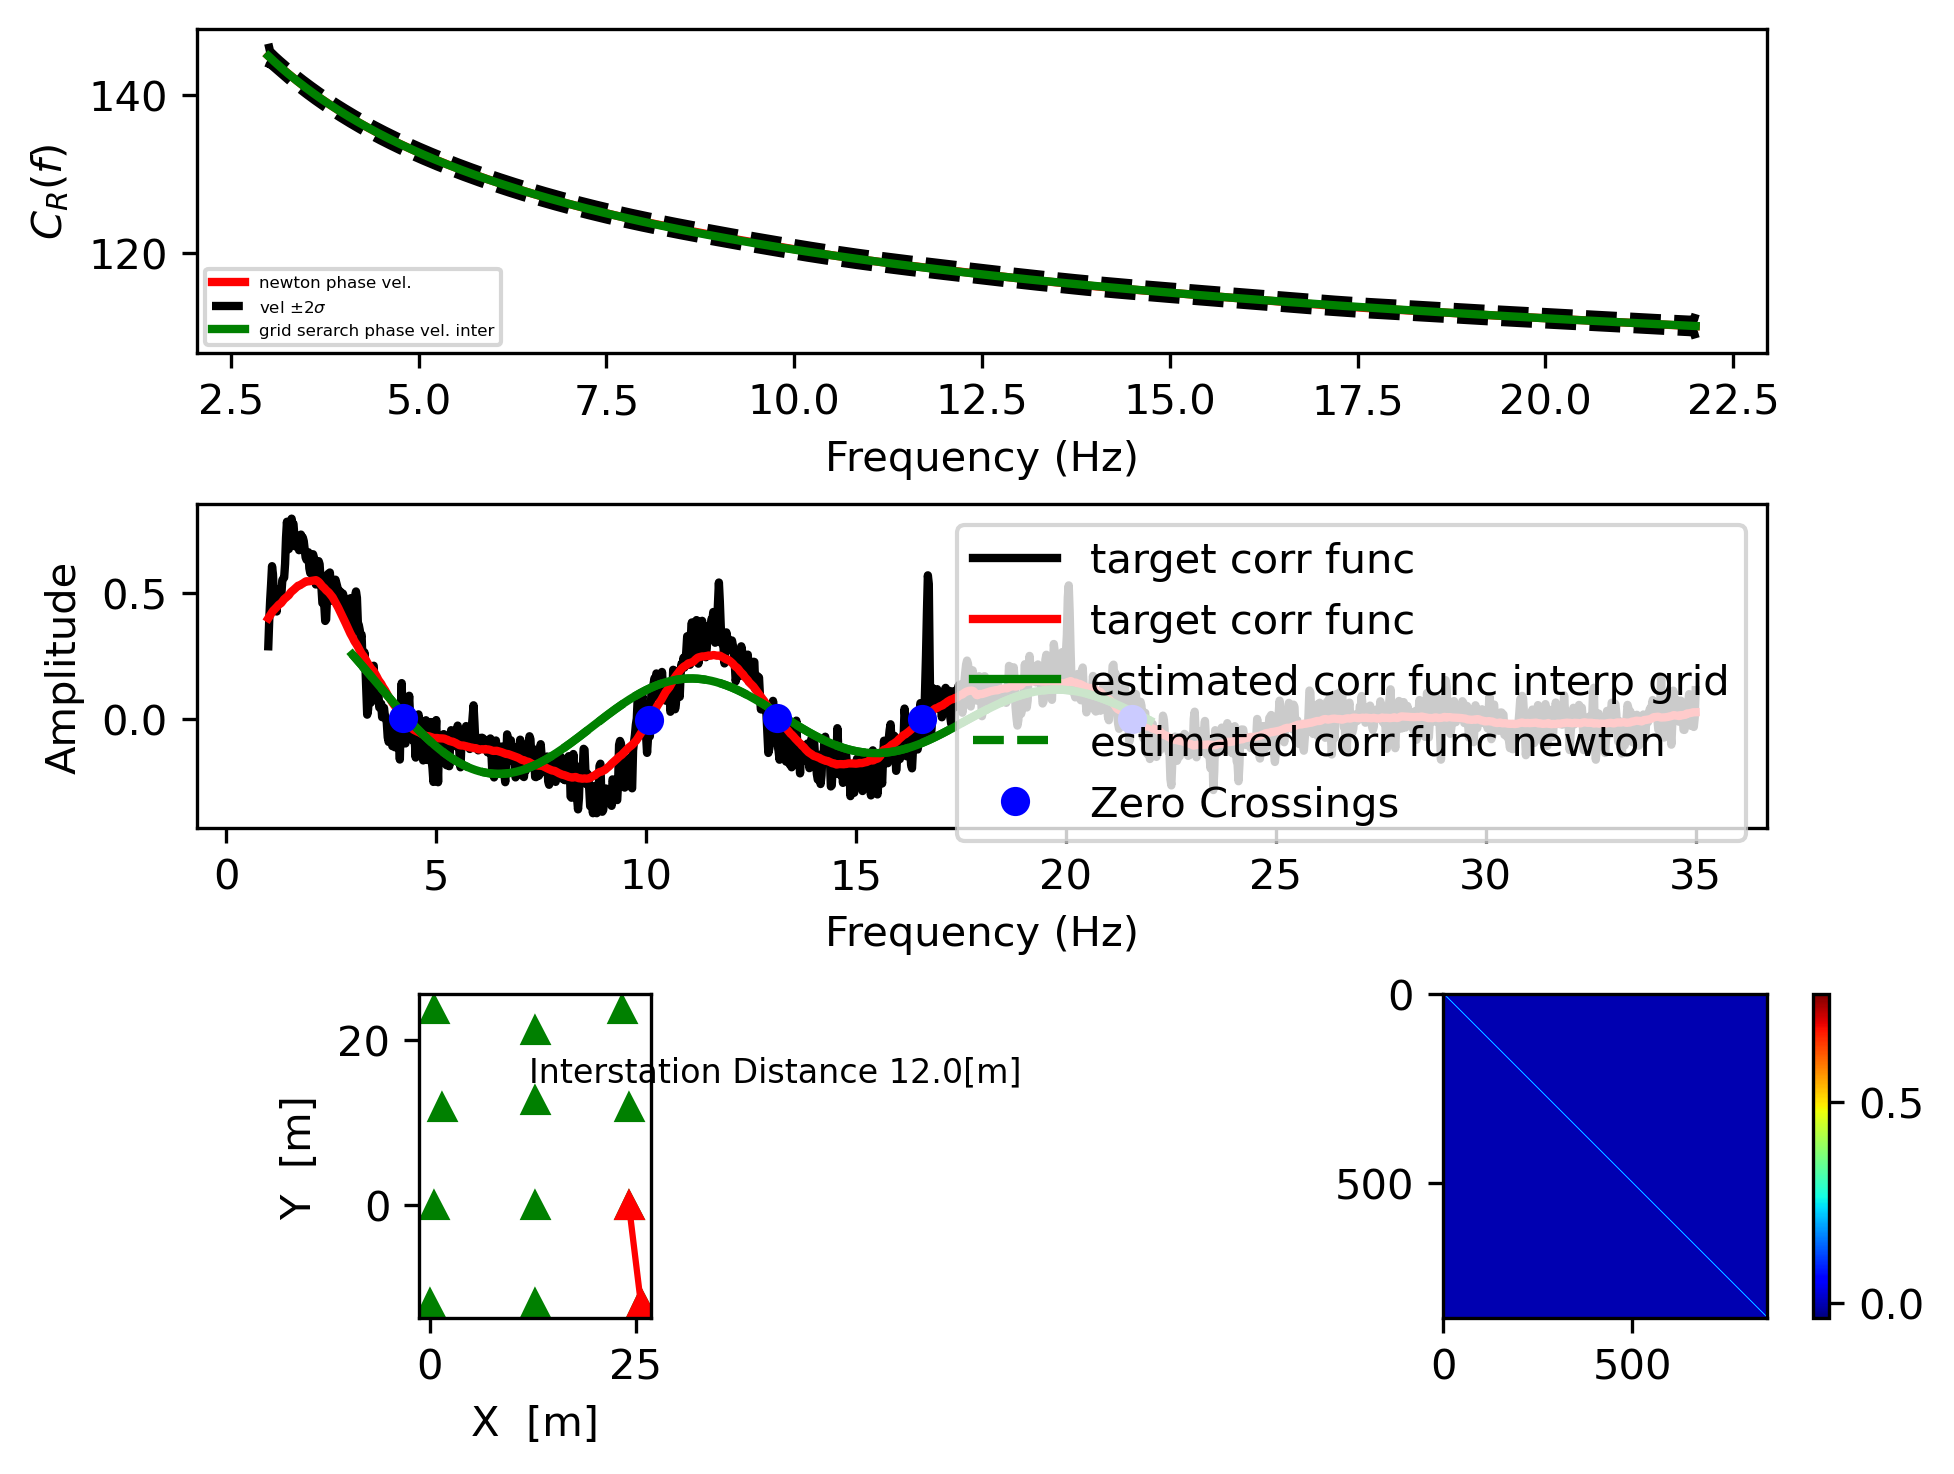 140
120
C_R(f)
newton phase vel.
vel ±2σ
grid serarch phase vel. inter
2.5 5.0 7.5 10.0 12.5 15.0 17.5 20.0 22.5
Frequency (Hz)
0.5
0.0
Amplitude
target corr func
target corr func
estimated corr func interp grid
estimated corr func newton
Zero Crossings
0 5 10 15 20 25 30 35
Frequency (Hz)
20
0
Y [m]
Interstation Distance 12.0[m]
0 25
X [m]
0
500
0 500
0.5
0.0